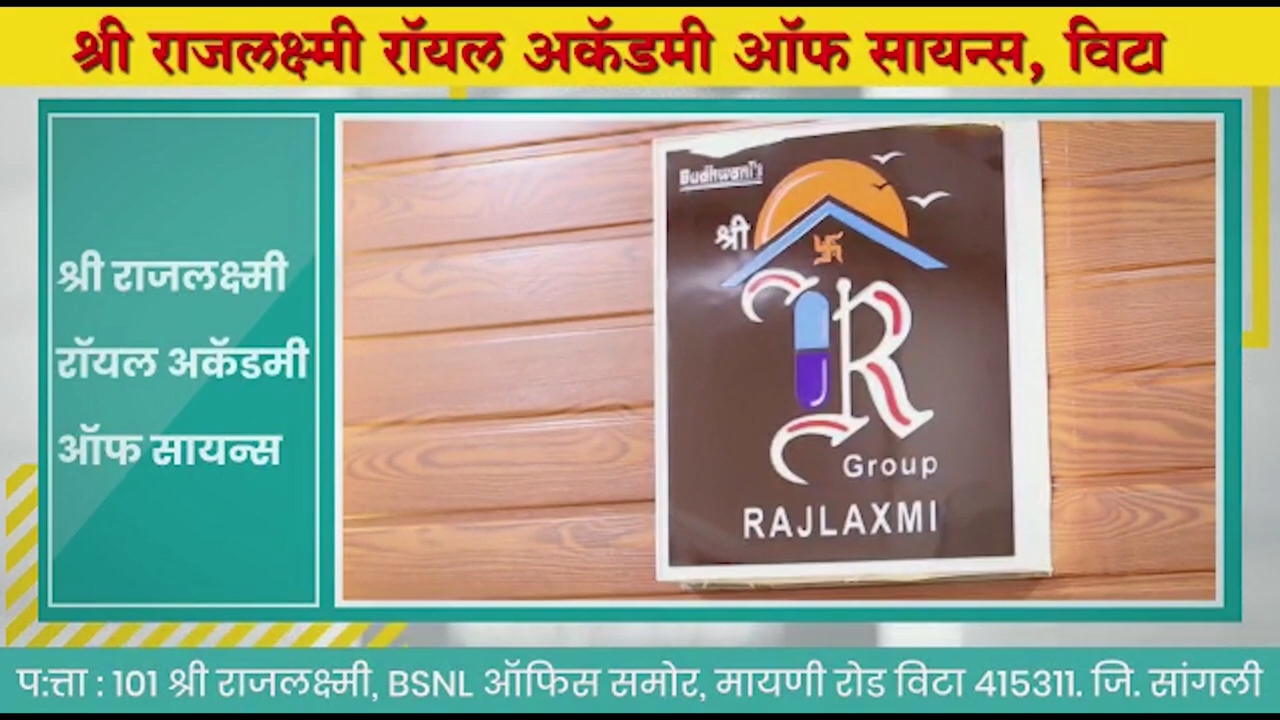 श्री राजलक्ष्मी रॉयल अकॅडमी ऑफ सायन्स, विटा
श्री राजलक्ष्मी
रॉयल अकॅडमी
ऑफ सायन्स
Budhwani's
श्री
R
Group
RAJLAXMI
प:त्ता : 101 श्री राजलक्ष्मी, BSNL ऑफिस समोर, मायणी रोड विटा 415311. जि. सांगली